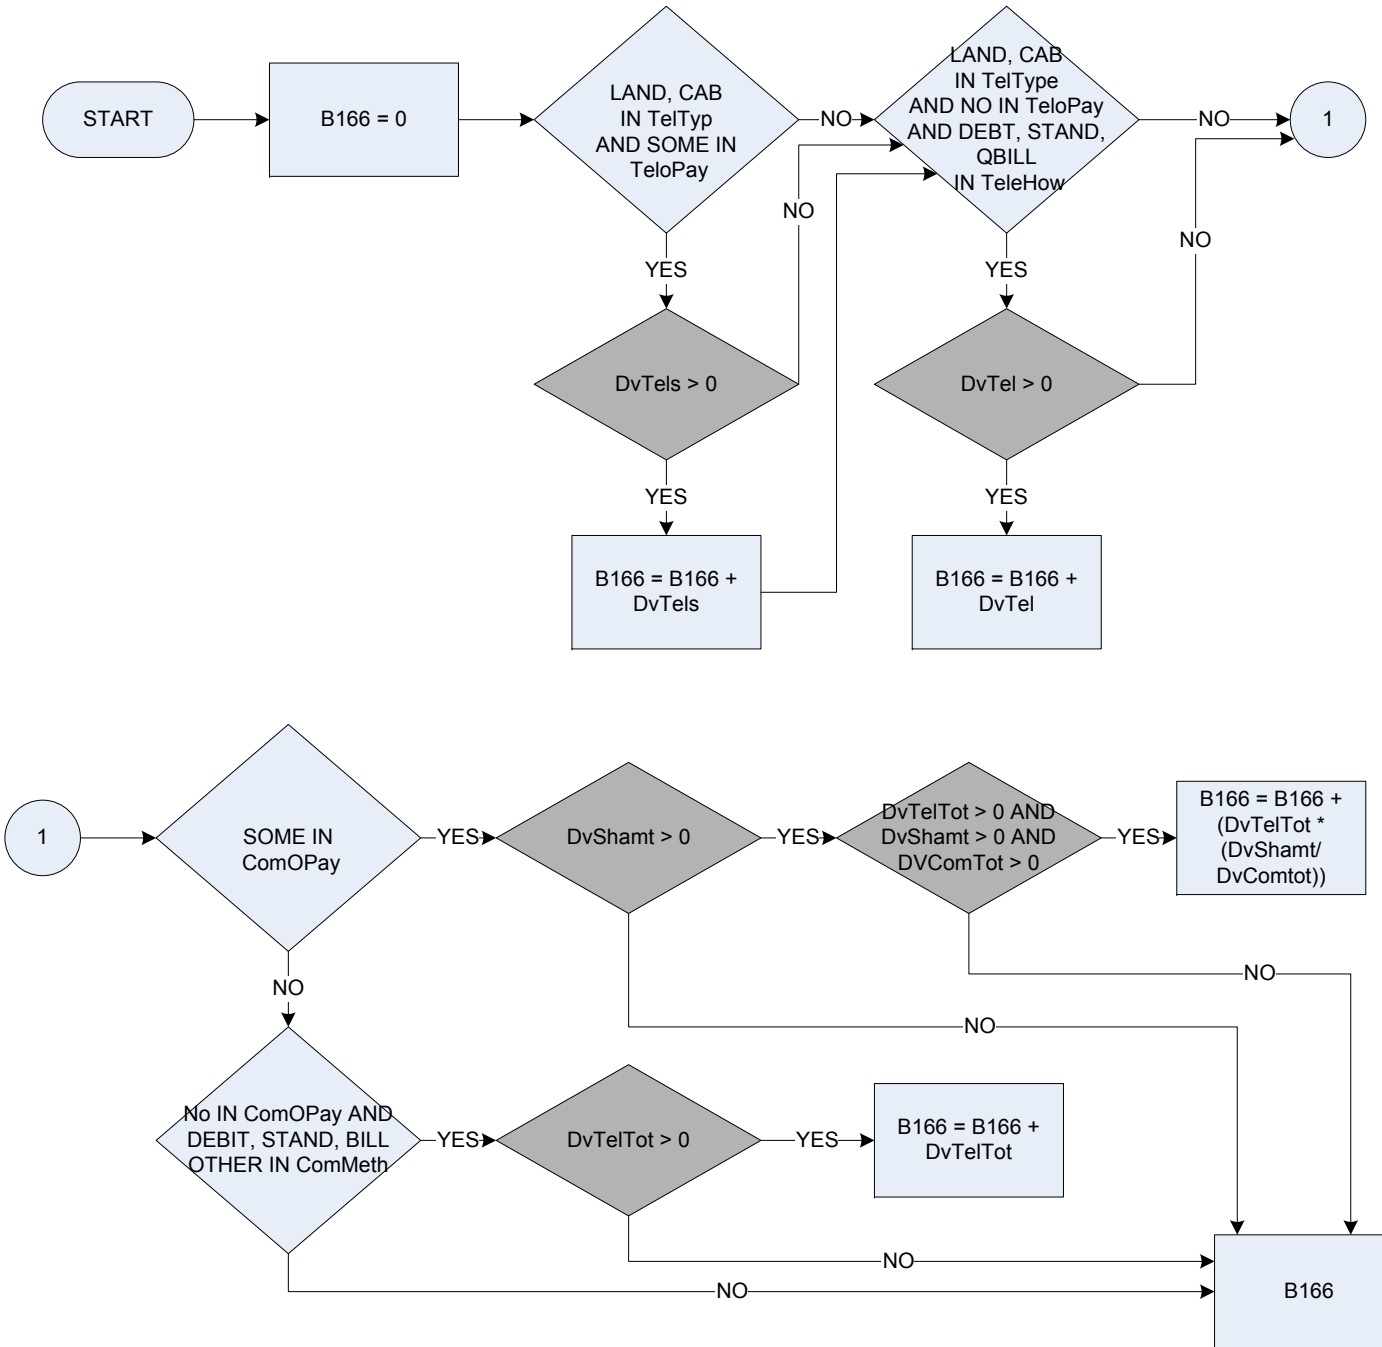 START
B166 = 0
LAND, CAB
IN TelTyp
AND SOME IN
TeloPay
NO
LAND, CAB
IN TelType
AND NO IN TeloPay
AND DEBT, STAND,
QBILL
IN TeleHow
NO
1
NO
NO
YES
YES
DvTels > 0
DvTel > 0
YES
YES
B166 = B166 +
DvTels
B166 = B166 +
DvTel
1
SOME IN
ComOPay
YES
DvShamt > 0
YES
DvTelTot > 0 AND
DvShamt > 0 AND
DVComTot > 0
YES
B166 = B166 +
(DvTelTot *
(DvShamt/
DvComtot))
NO
NO
NO
No IN ComOPay AND
DEBIT, STAND, BILL
OTHER IN ComMeth
YES
DvTelTot > 0
YES
B166 = B166 +
DvTelTot
NO
NO
B166